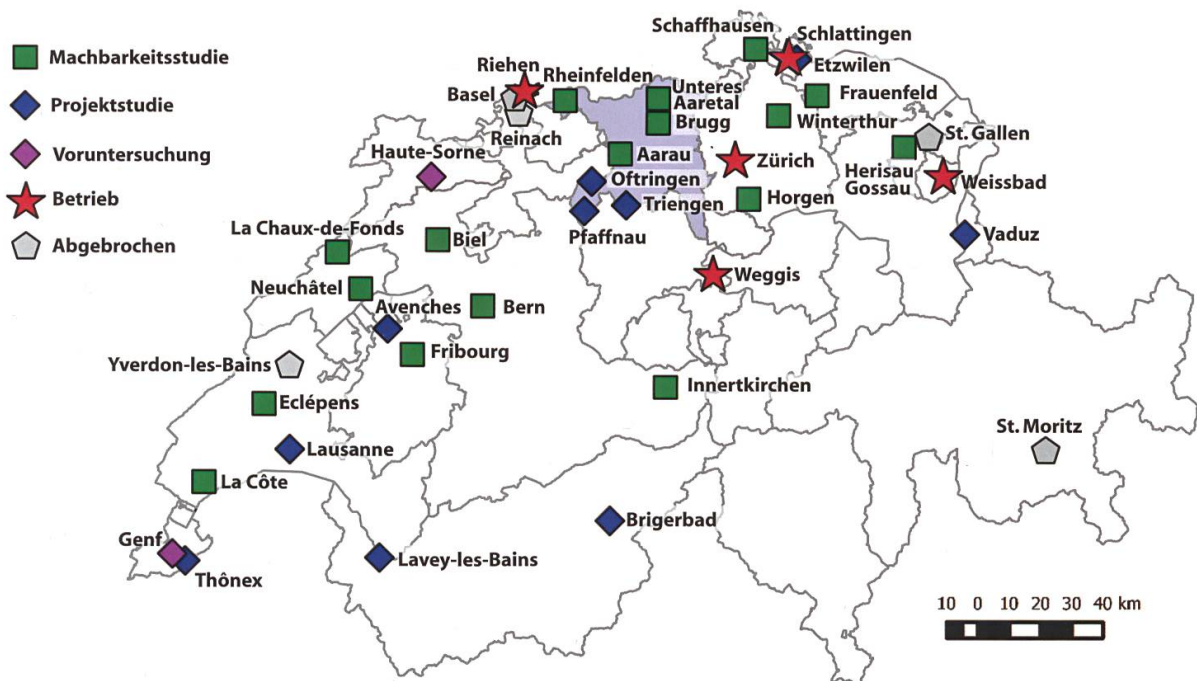 Machbarkeitsstudie
Projektstudie
Voruntersuchung
Betrieb
Abgebrochen
Schaffhausen
Schlattingen
Etzwilen
Riehen
Rheinfelden
Basel
Reinach
Unteres
Aaretal
Brugg
Frauenfeld
Winterthur
St. Gallen
Haute-Sorne
Aarau
Zürich
Herisau
Gossau
Weissbad
Oftringen
Triengen
Horgen
Pfaffnau
La Chaux-de-Fonds
Biel
Vaduz
Weggis
Neuchâtel
Avenches
Bern
Fribourg
Yverdon-les-Bains
Innertkirchen
Eclépens
Lausanne
St. Moritz
La Côte
Brigerbad
Genf
Lavey-les-Bains
Thônex
10 0 10 20 30 40 km